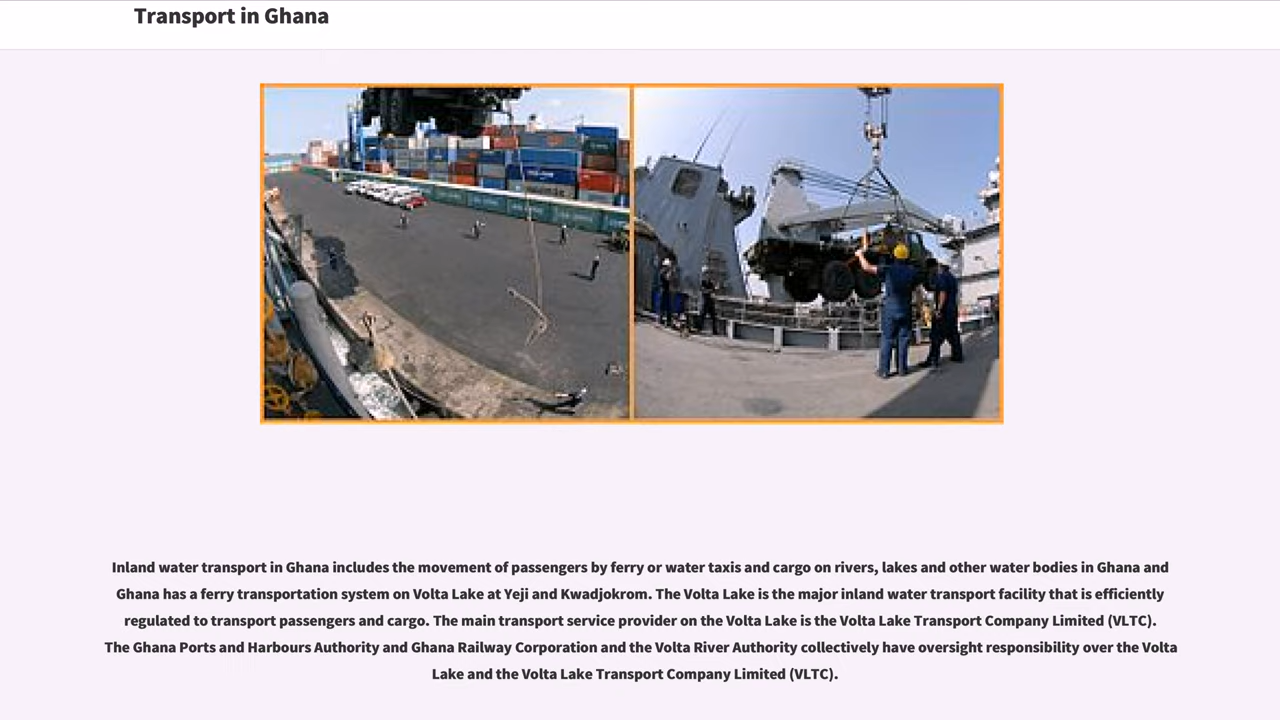 Transport in Ghana
Inland water transport in Ghana includes the movement of passengers by ferry or water taxis and cargo on rivers, lakes and other water bodies in Ghana and
Ghana has a ferry transportation system on Volta Lake at Yeji and Kwadjokrom. The Volta Lake is the major inland water transport facility that is efficiently
regulated to transport passengers and cargo. The main transport service provider on the Volta Lake is the Volta Lake Transport Company Limited (VLTC).
The Ghana Ports and Harbours Authority and Ghana Railway Corporation and the Volta River Authority collectively have oversight responsibility over the Volta
Lake and the Volta Lake Transport Company Limited (VLTC).